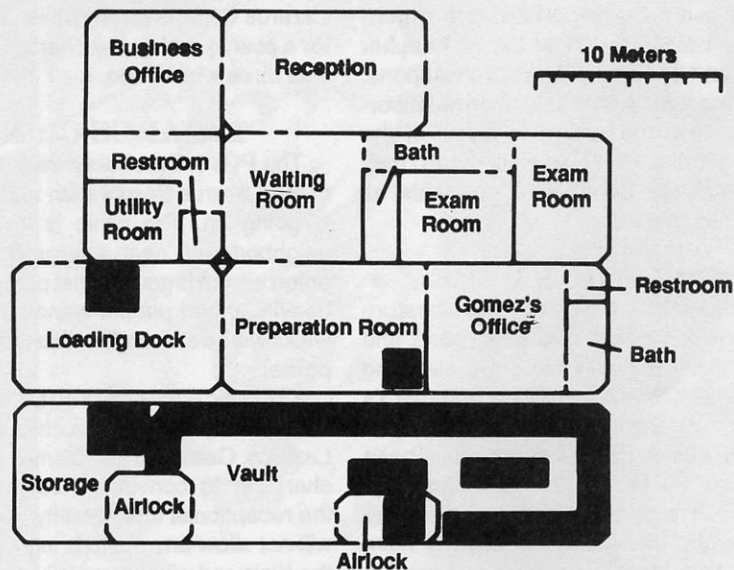 Business
Office
Reception
10 Meters
Restroom
Bath
Waiting
Room
Exam
Room
Exam
Room
Utility
Room
Restroom
Gomez's
Office
Preparation Room
Loading Dock
Bath
Storage
Vault
Airlock
Airlock